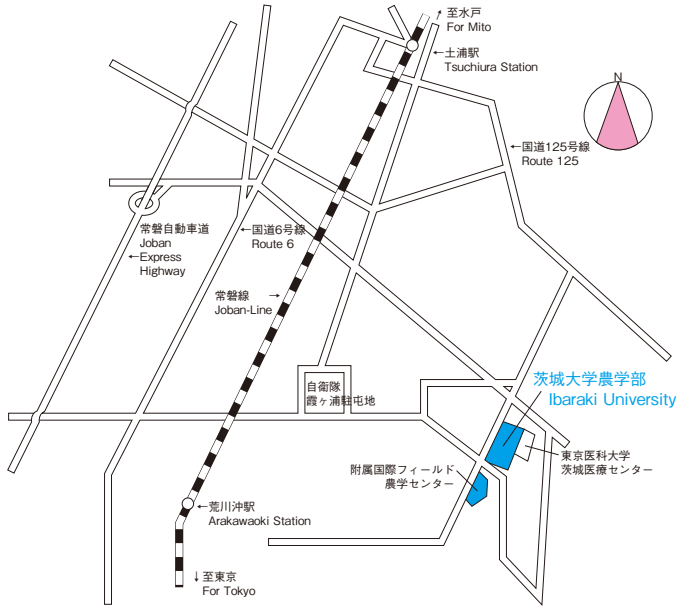 ↗至水戸
For Mito
←土浦駅
Tsuchiura Station
N
←国道125号線
Route 125
常磐自動車道
Joban
Express
←Highway
←国道6号線
Route 6
常磐線 →
Joban-Line
自衛隊
霞ヶ浦駐屯地
茨城大学農学部
Ibaraki University
東京医科大学
茨城医療センター
附属国際フィールド
農学センター
←荒川沖駅
Arakawaoki Station
↓至東京
For Tokyo